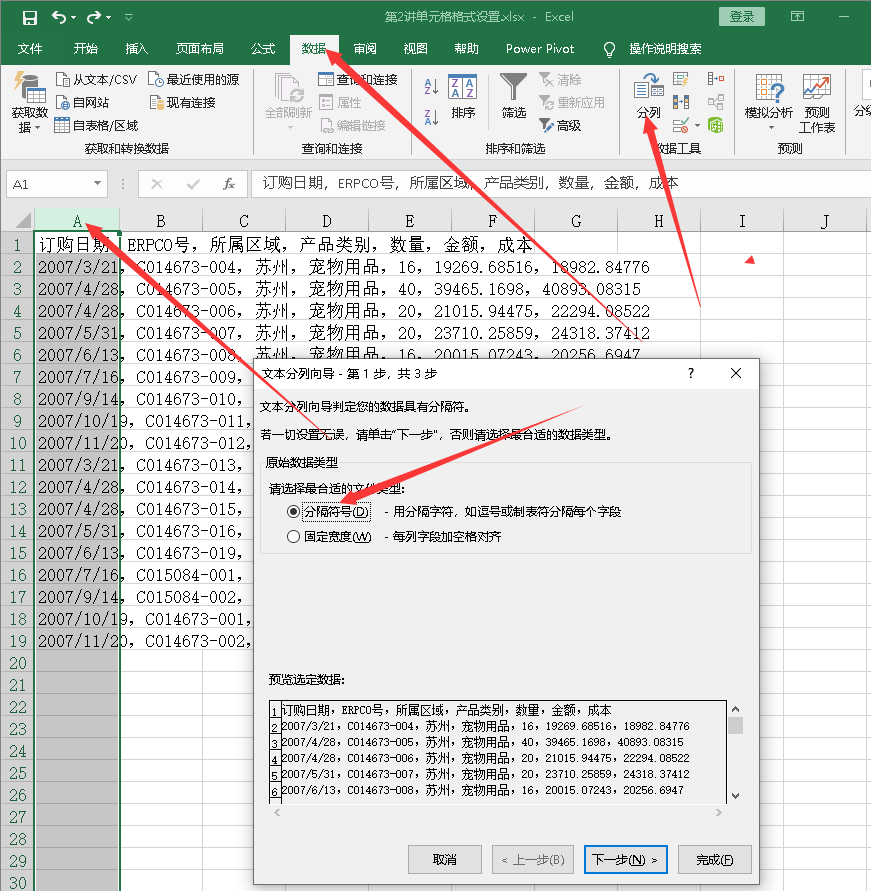 第2讲单元格格式设置.xlsx - Excel
登录
文件 开始 插入 页面布局 公式 数据 审阅 视图 帮助 Power Pivot 操作说明搜索
从文本/CSV 最近使用的源 查询和连接 清除
自网站 现有连接 属性 重新应用
获取数据 自表格/区域 全部刷新 编辑链接 排序 筛选 高级 分列 模拟分析 预测工作表
获取和转换数据 查询和连接 排序和筛选 数据工具 预测
A1 fx 订购日期，ERPCO号，所属区域，产品类别，数量，金额，成本
A B C D E F G H I J
1 订购日期，ERPCO号，所属区域，产品类别，数量，金额，成本
2 2007/3/21，C014673-004，苏州，宠物用品，16，19269.68516，18982.84776
3 2007/4/28，C014673-005，苏州，宠物用品，40，39465.1698，40893.08315
4 2007/4/28，C014673-006，苏州，宠物用品，20，21015.94475，22294.08522
5 2007/5/31，C014673-007，苏州，宠物用品，20，23710.25859，24318.37412
6 2007/6/13，C014673-008，苏州，宠物用品，16，20015.07243，20256.6947
7 2007/7/16，C014673-009，
8 2007/9/14，C014673-010，
9 2007/10/19，C014673-011，
10 2007/11/20，C014673-012，
11 2007/3/21，C014673-013，
12 2007/4/28，C014673-014，
13 2007/4/28，C014673-015，
14 2007/5/31，C014673-016，
15 2007/6/13，C014673-019，
16 2007/7/16，C015084-001，
17 2007/9/14，C015084-002，
18 2007/10/19，C014673-001，
19 2007/11/20，C014673-002，
20
21
22
23
24
25
26
27
28
29
30
文本分列向导 - 第 1 步，共 3 步 ?
文本分列向导判定您的数据具有分隔符。
若一切设置无误，请单击“下一步”，否则请选择最合适的数据类型。
原始数据类型
请选择最合适的文件类型:
分隔符号(D) - 用分隔字符，如逗号或制表符分隔每个字段
固定宽度(W) - 每列字段加空格对齐
预览选定数据:
1 订购日期，ERPCO号，所属区域，产品类别，数量，金额，成本
2 2007/3/21，C014673-004，苏州，宠物用品，16，19269.68516，18982.84776
3 2007/4/28，C014673-005，苏州，宠物用品，40，39465.1698，40893.08315
4 2007/4/28，C014673-006，苏州，宠物用品，20，21015.94475，22294.08522
5 2007/5/31，C014673-007，苏州，宠物用品，20，23710.25859，24318.37412
6 2007/6/13，C014673-008，苏州，宠物用品，16，20015.07243，20256.6947
取消 < 上一步(B) 下一步(N) > 完成(F)